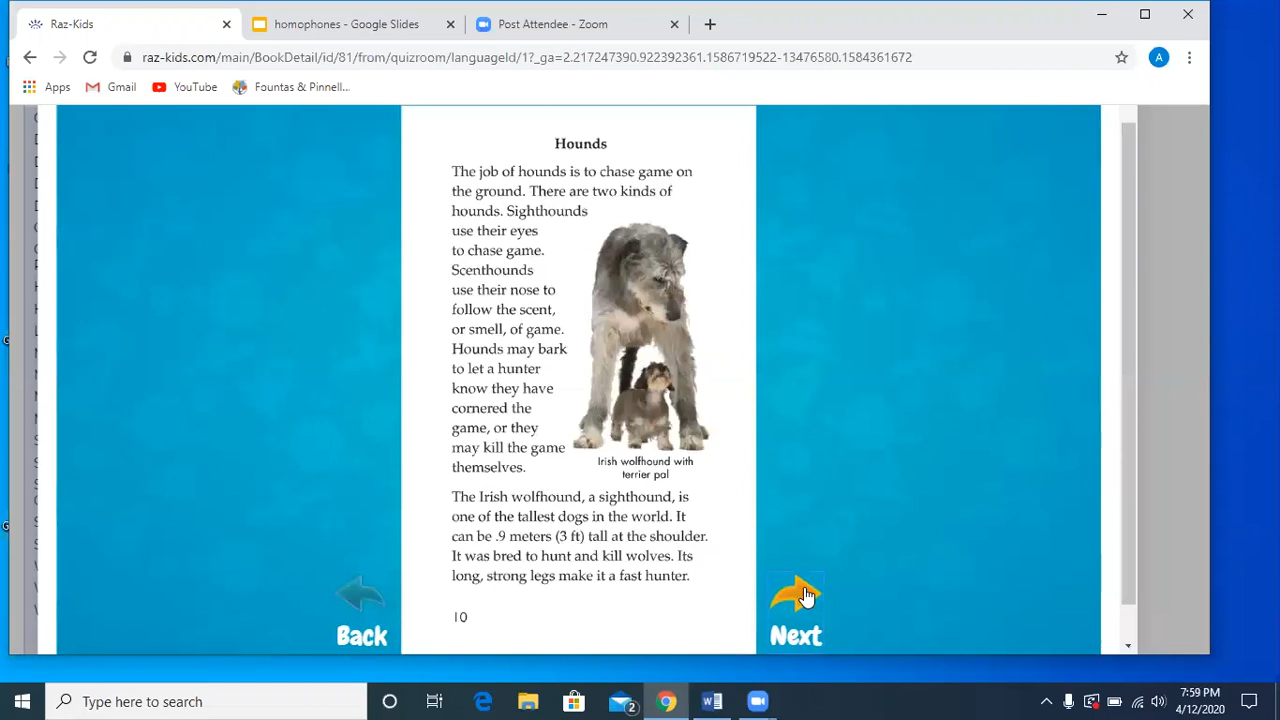 Raz-Kids
homophones - Google Slides
Post Attendee - Zoom
raz-kids.com/main/BookDetail/id/81/from/quizroom/languageId/1?_ga=2.217247390.922392361.1586719522-13476580.1584361672
A
Apps
Gmail
YouTube
Fountas & Pinnell...
Hounds
The job of hounds is to chase game on
the ground. There are two kinds of
hounds. Sighthounds
use their eyes
to chase game.
Scenthounds
use their nose to
follow the scent,
or smell, of game.
Hounds may bark
to let a hunter
know they have
cornered the
game, or they
may kill the game
themselves.
Irish wolfhound with
terrier pal
The Irish wolfhound, a sighthound, is
one of the tallest dogs in the world. It
can be .9 meters (3 ft) tall at the shoulder.
It was bred to hunt and kill wolves. Its
long, strong legs make it a fast hunter.
10
Back
Next
Type here to search
2
7:59 PM
4/12/2020